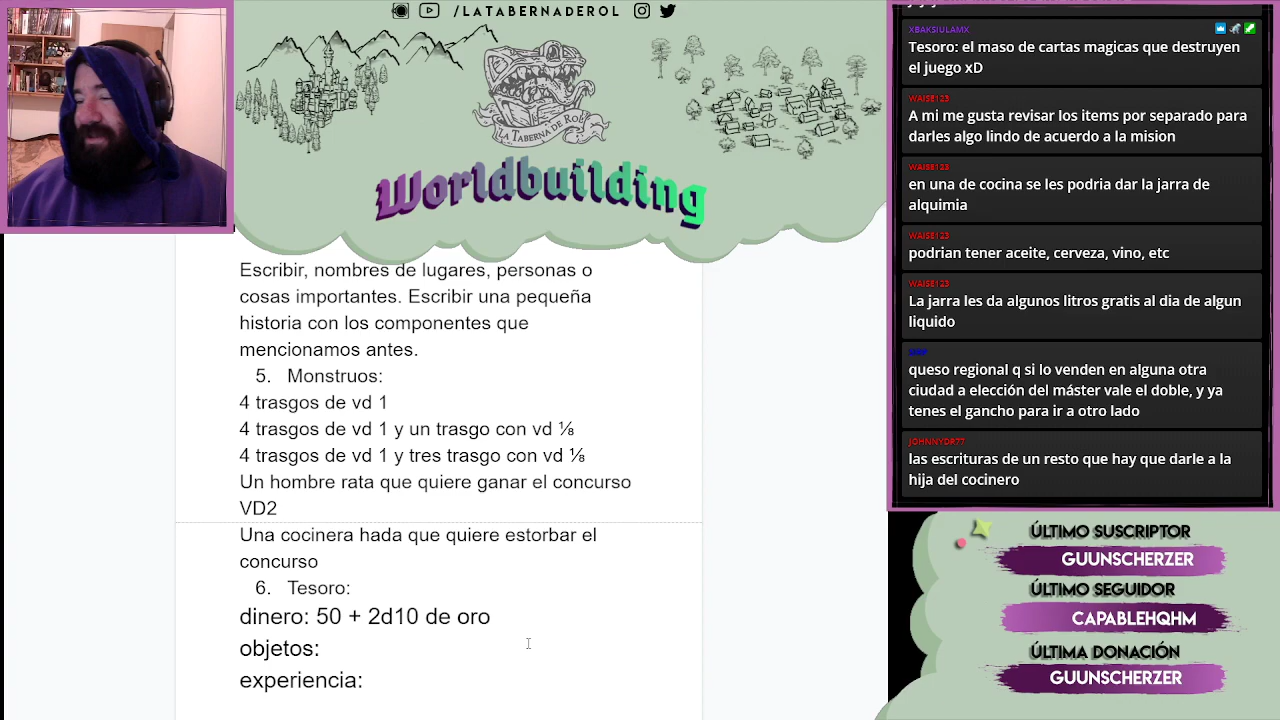 /LATABERNADEROL
LA TABERNA DE ROL
Worldbuilding
Escribir, nombres de lugares, personas o
cosas importantes. Escribir una pequeña
historia con los componentes que
mencionamos antes.
5. Monstruos:
4 trasgos de vd 1
4 trasgos de vd 1 y un trasgo con vd ⅛
4 trasgos de vd 1 y tres trasgo con vd ⅛
Un hombre rata que quiere ganar el concurso
VD2
Una cocinera hada que quiere estorbar el
concurso
6. Tesoro:
dinero: 50 + 2d10 de oro
objetos:
experiencia:
XBAKSIULAMX
Tesoro: el maso de cartas magicas que destruyen
el juego xD
WAISE123
A mi me gusta revisar los items por separado para
darles algo lindo de acuerdo a la mision
WAISE123
en una de cocina se les podria dar la jarra de
alquimia
WAISE123
podrian tener aceite, cerveza, vino, etc
WAISE123
La jarra les da algunos litros gratis al dia de algun
liquido
queso regional q si lo venden en alguna otra
ciudad a elección del máster vale el doble, y ya
tenes el gancho para ir a otro lado
JOHNNYDR77
las escrituras de un resto que hay que darle a la
hija del cocinero
ÚLTIMO SUSCRIPTOR
GUUNSCHERZER
ÚLTIMO SEGUIDOR
CAPABLEHQHM
ÚLTIMA DONACIÓN
GUUNSCHERZER